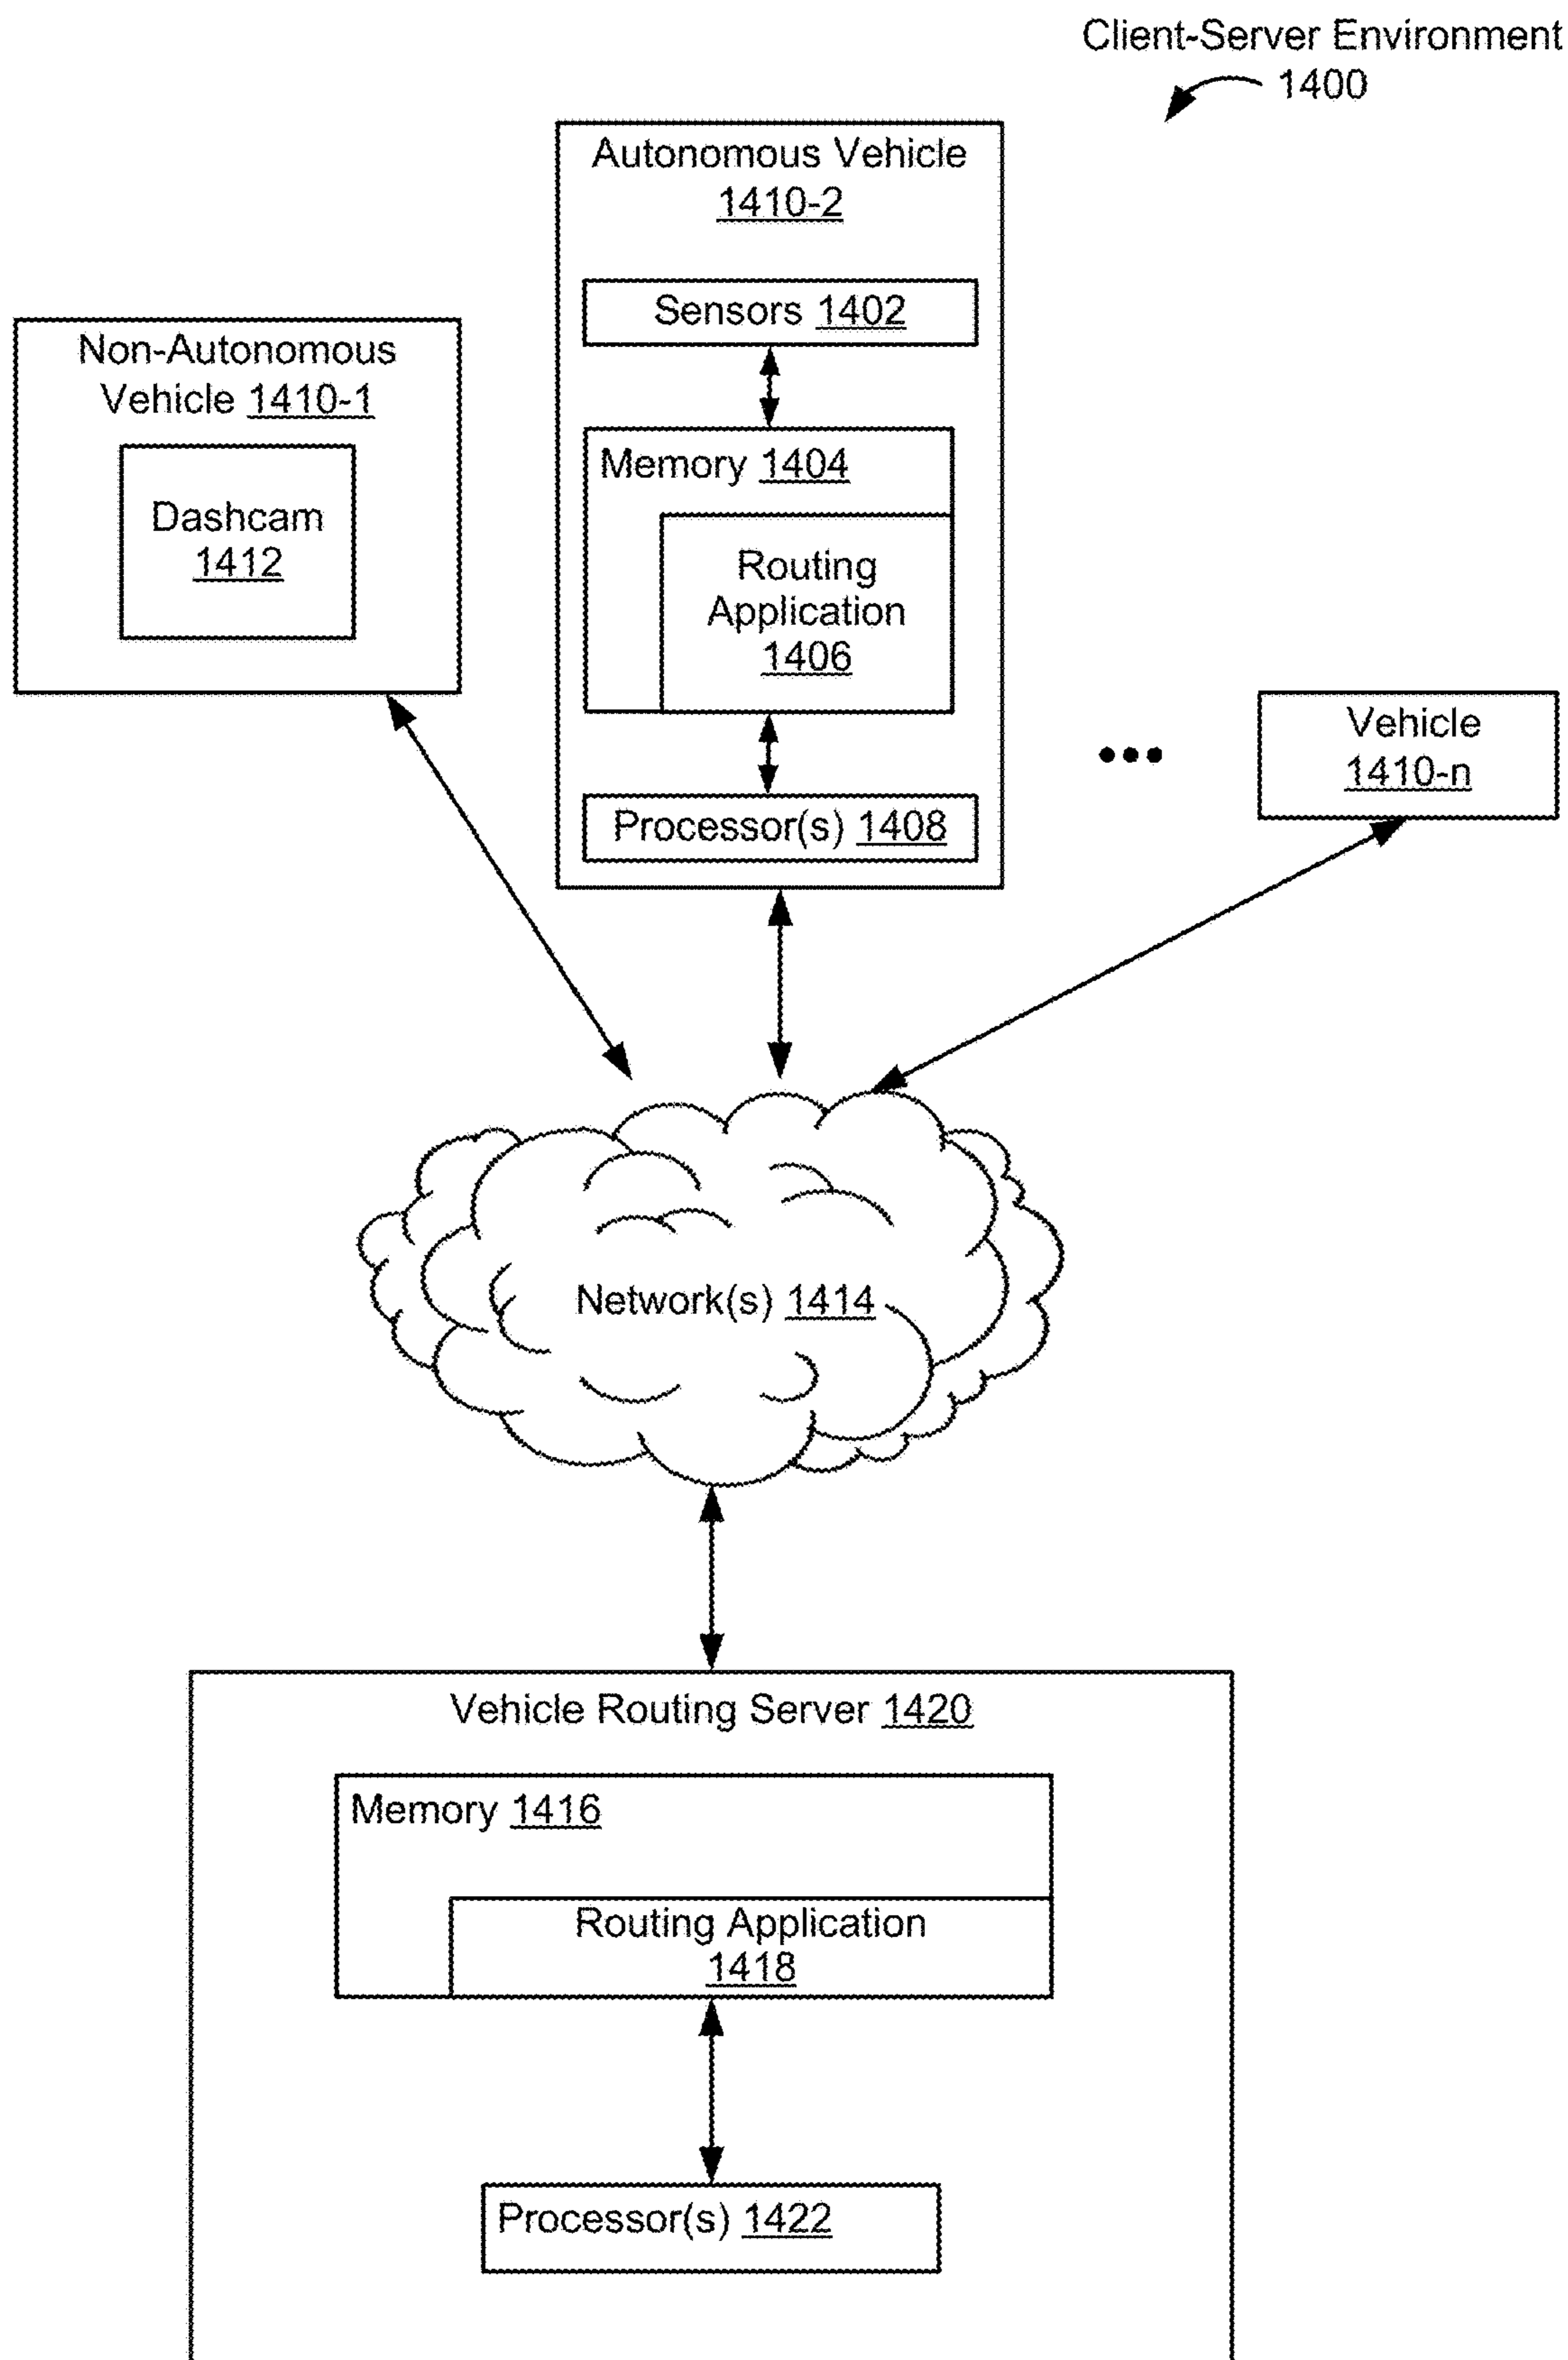 Client-Server Environment
1400
Autonomous Vehicle
1410-2
Sensors 1402
Non-Autonomous
Vehicle 1410-1
Memory 1404
Dashcam
1412
Routing
Application
1406
Vehicle
1410-n
Processor(s) 1408
Network(s) 1414
Vehicle Routing Server 1420
Memory 1416
Routing Application
1418
Processor(s) 1422